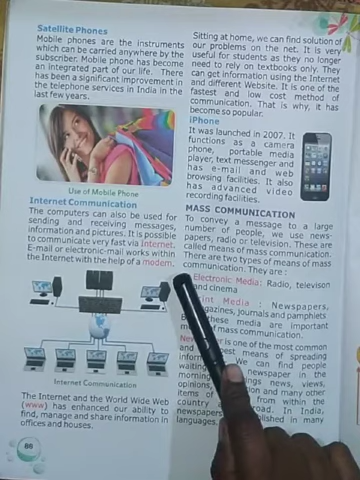 Satellite Phones
Mobile phones are the instruments
which can be carried anywhere by the
subscriber. Mobile phone has become
an integrated part of our life. There
has been a significant improvement in
the telephone services in India in the
last few years.
Use of Mobile Phone
Internet Communication
The computers can also be used for
sending and receiving messages,
information and pictures. It is possible
to communicate very fast via Internet.
E-mail or electronic-mail works within
the Internet with the help of a modem.
Internet Communication
The Internet and the World Wide Web
(www) has enhanced our ability to
find, manage and share information in
offices and houses.
66
Sitting at home, we can find solution of
our problems on the net. It is very
useful for students as they no longer
need to rely on textbooks only. They
can get information using the Internet
and different Website. It is one of the
fastest and low cost method of
communication. That is why, it has
become so popular.
iPhone
It was launched in 2007. It
functions as a camera
phone, portable media
player, text messenger and
has e-mail and web
browsing facilities. It also
has advanced video
recording facilities.
MASS COMMUNICATION
To convey a message to a large
number of people, we use news-
papers, radio or television. These are
called means of mass communication.
There are two types of means of mass
communication. They are :
Electronic Media: Radio, televison
and cinema
Print Media : Newspapers,
magazines, journals and pamphlets
these media are important
of mass communication.
is one of the most common
and best means of spreading
We can find people
waiting newspaper in the
morning news, views,
opinions, and many other
items of from within the
country In India,
newspapers published in many
languages.